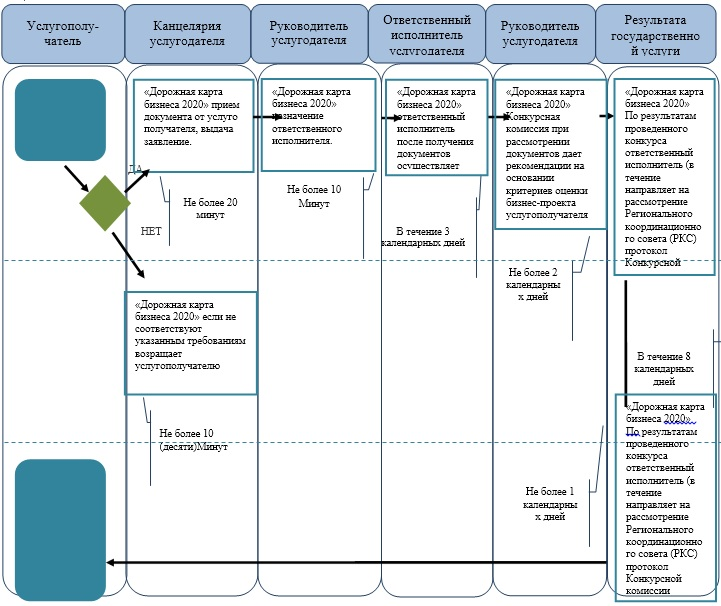 Услугополу-
чатель
Канцелярия
услугодателя
Руководитель
услугодателя
Ответственный
исполнитель
услугодателя
Руководитель
услугодателя
Результата
государственно
й услуги
«Дорожная карта
бизнеса 2020» прием
документа от услуго
получателя, выдача
заявление.
«Дорожная карта
бизнеса 2020»
назначение
ответственного
исполнителя.
«Дорожная карта
бизнеса 2020»
ответственный
исполнитель
после получения
документов
осуществляет
«Дорожная карта
бизнеса 2020»
Конкурсная
комиссия при
рассмотрении
документов дает
рекомендации на
основании
критериев оценки
бизнес-проекта
услугополучателя
«Дорожная карта
бизнеса 2020»
По результатам
проведенного
конкурса
ответственный
исполнитель (в
течение
направляет на
рассмотрение
Регионального
координационно
го совета (РКС)
протокол
Конкурсной
ДА
НЕТ
Не более 20
минут
Не более 10
Минут
В течение 3
календарных дней
Не более 2
календарны
х дней
В течение 8
календарных
дней
«Дорожная карта
бизнеса 2020» если не
соответствуют
указанным требованиям
возращает
услугополучателю
Не более 10
(десяти)Минут
Не более 1
календарны
х дней
«Дорожная карта
бизнеса 2020»
По результатам
проведенного
конкурса
ответственный
исполнитель (в
течение
направляет на
рассмотрение
Регионального
координационно
го совета (РКС)
протокол
Конкурсной
комиссии